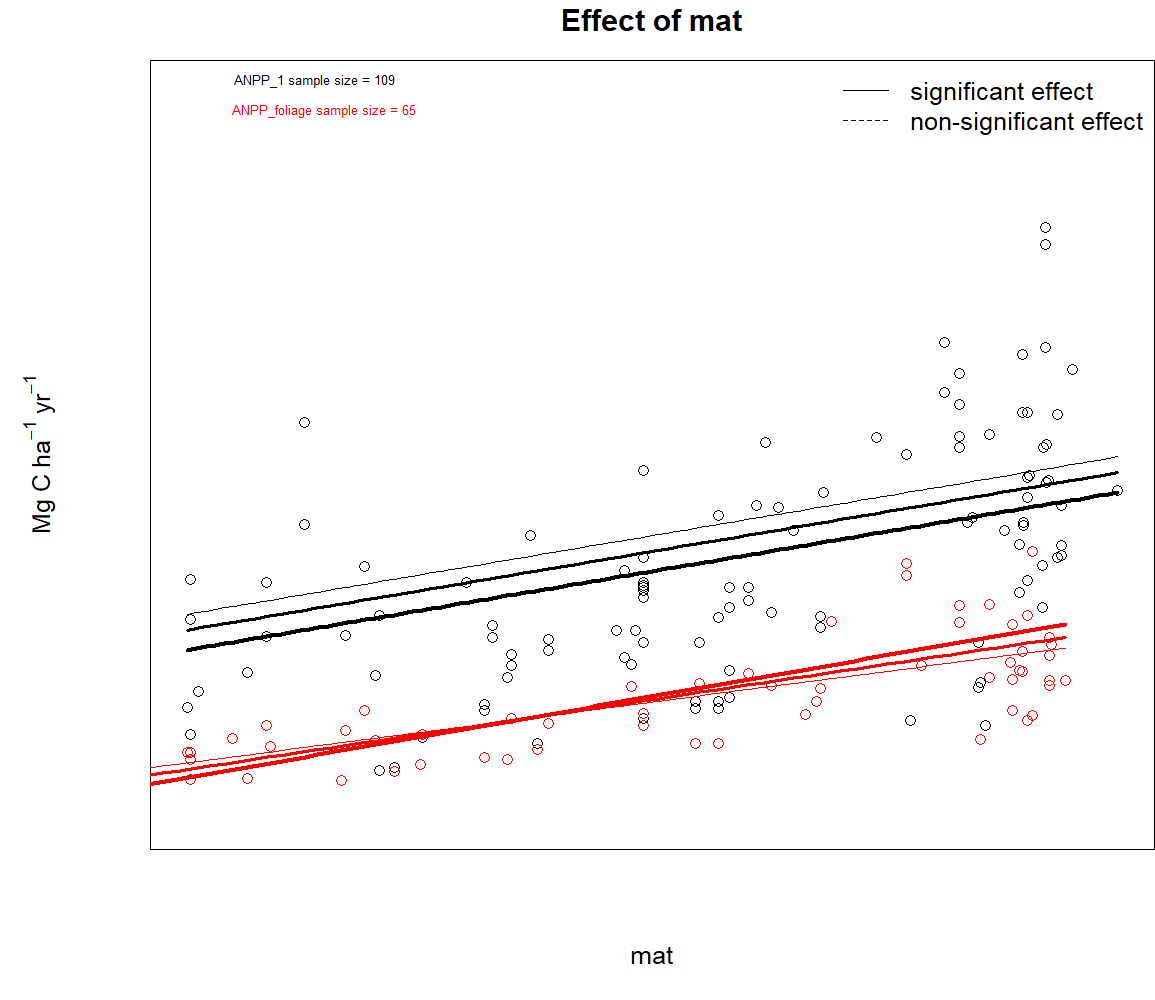 Effect of mat
ANPP_1 sample size = 109
ANPP_foliage sample size = 65
significant effect
non-significant effect
Mg C ha⁻¹ yr⁻¹
mat